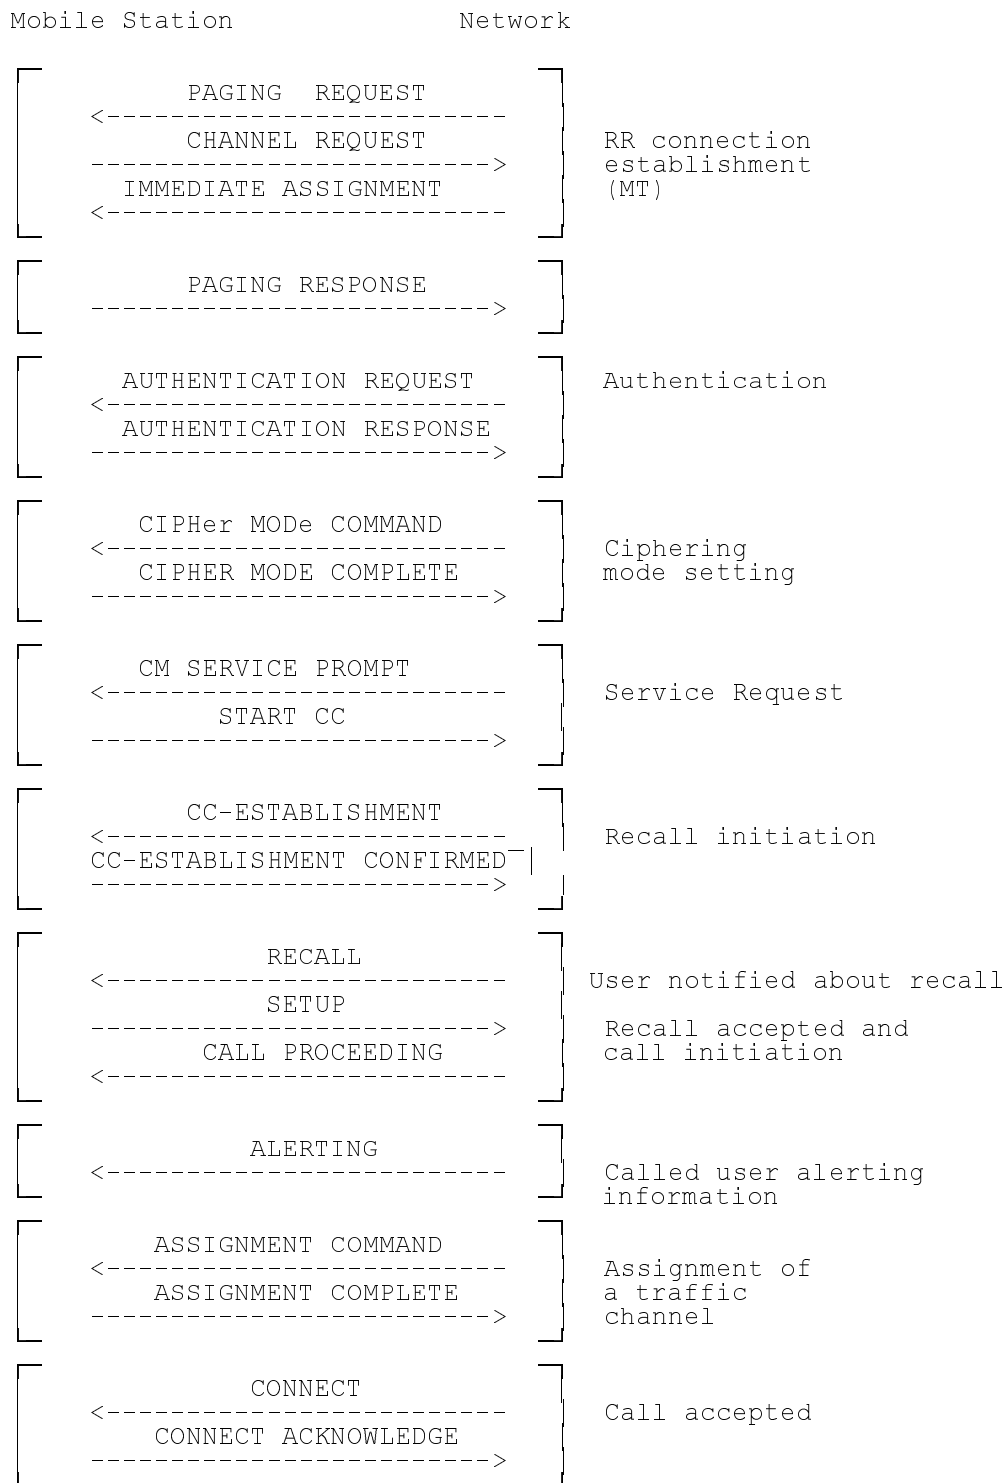 Mobile Station Network
PAGING REQUEST
<-------------------------
CHANNEL REQUEST
------------------------->
RR connection
establishment
(MT)
IMMEDIATE ASSIGNMENT
<-------------------------
PAGING RESPONSE
------------------------->
AUTHENTICATION REQUEST
Authentication
<-------------------------
AUTHENTICATION RESPONSE
------------------------->
CIPHer MODe COMMAND
<-------------------------
Ciphering
mode setting
CIPHER MODE COMPLETE
------------------------->
CM SERVICE PROMPT
<-------------------------
Service Request
START CC
------------------------->
CC-ESTABLISHMENT
<-------------------------
Recall initiation
CC-ESTABLISHMENT CONFIRMED
------------------------->
RECALL
<-------------------------
User notified about recall
SETUP
------------------------->
Recall accepted and
call initiation
CALL PROCEEDING
<-------------------------
ALERTING
<-------------------------
Called user alerting
information
ASSIGNMENT COMMAND
<-------------------------
Assignment of
a traffic
channel
ASSIGNMENT COMPLETE
------------------------->
CONNECT
<-------------------------
Call accepted
CONNECT ACKNOWLEDGE
------------------------->